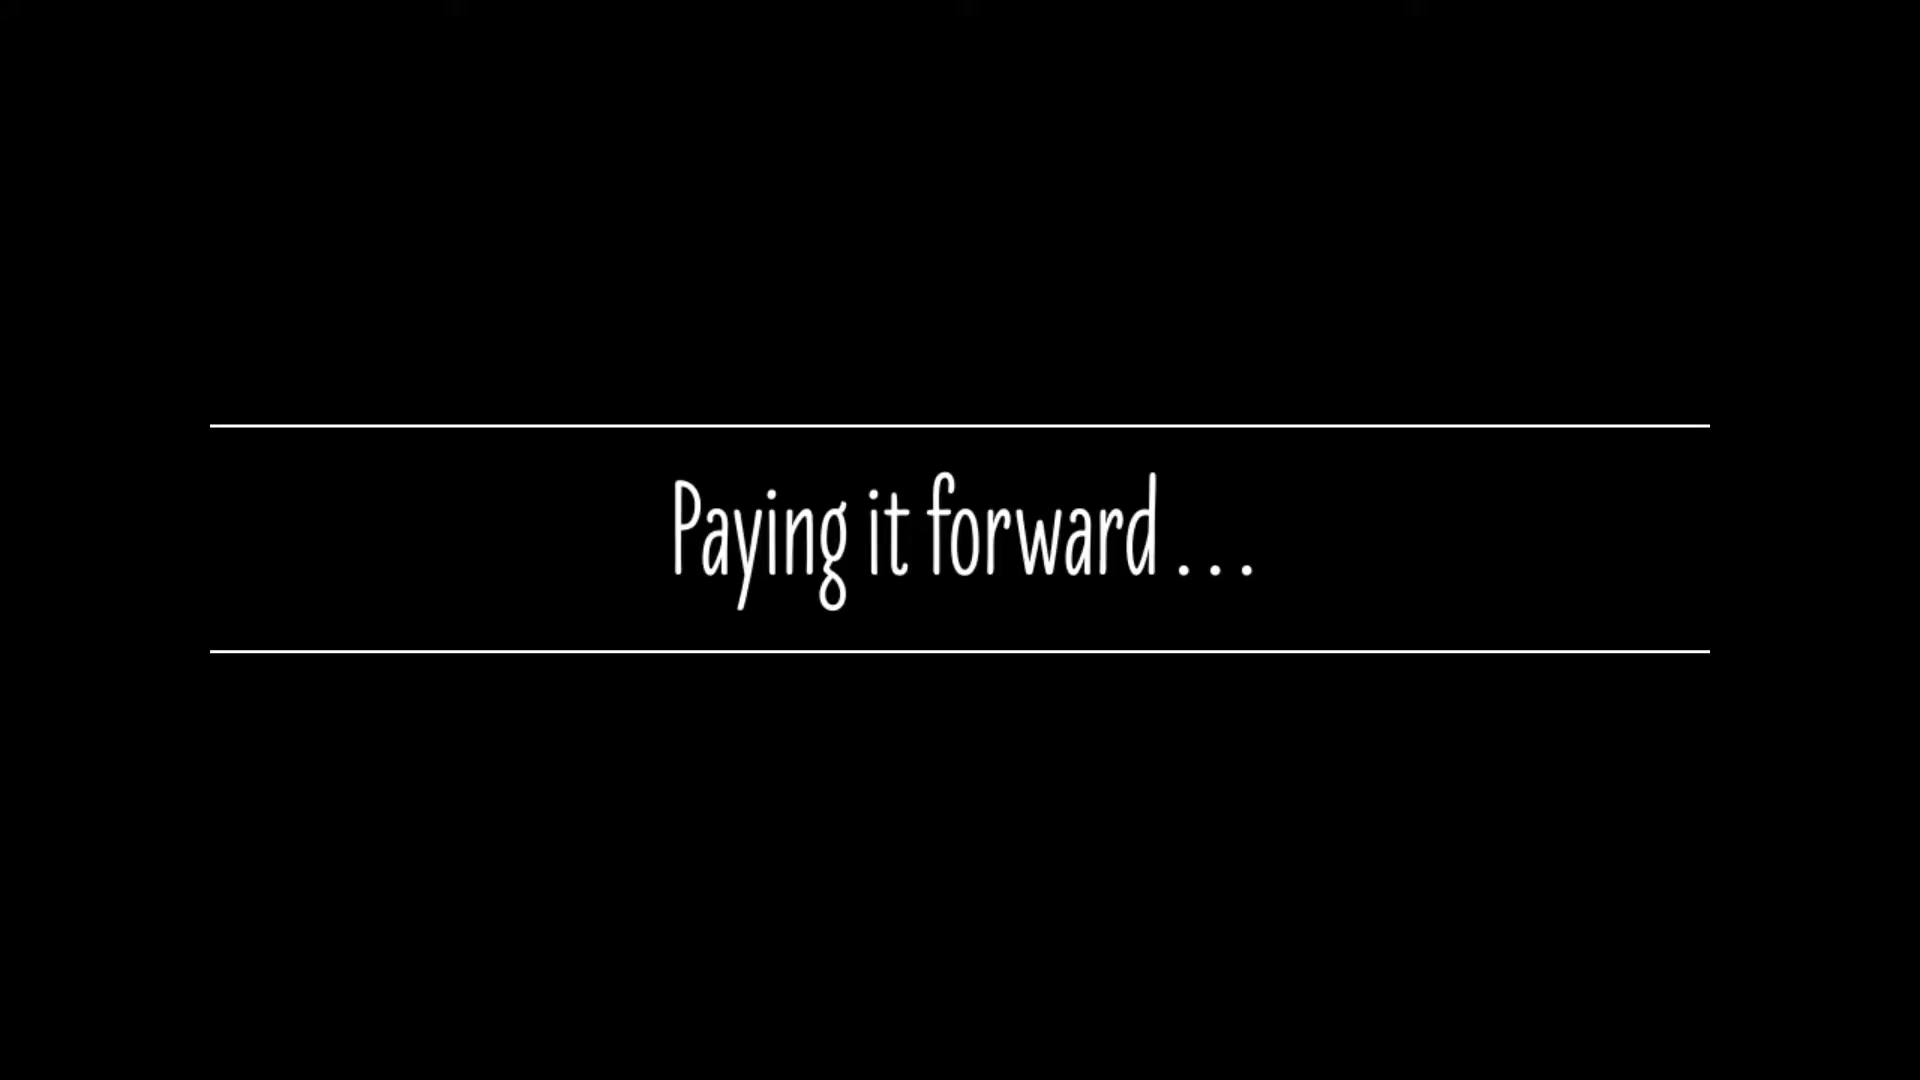 Paying it forward . . .